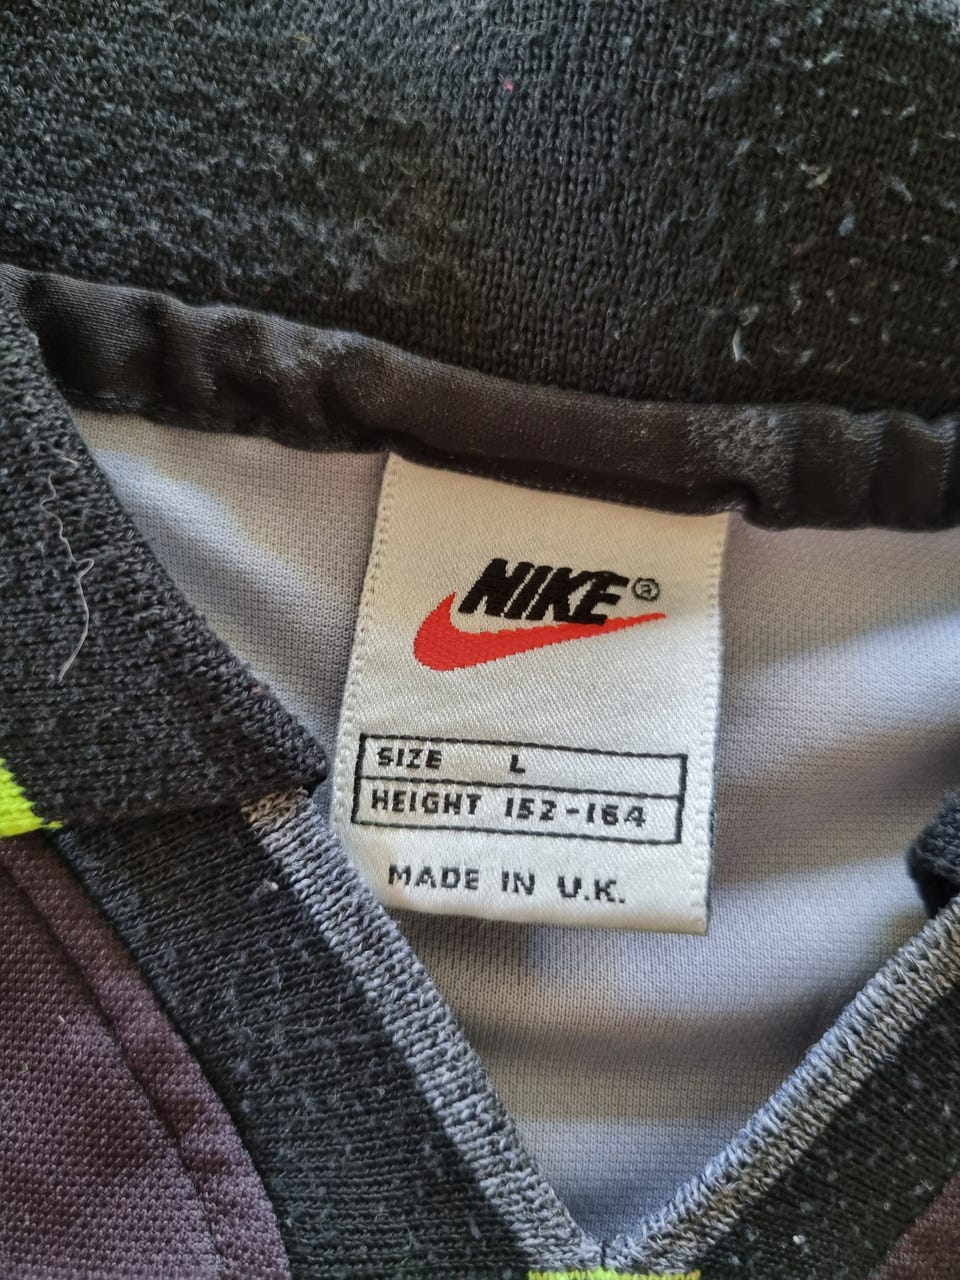 NIKE®
SIZE L
HEIGHT 152-164
MADE IN U.K.